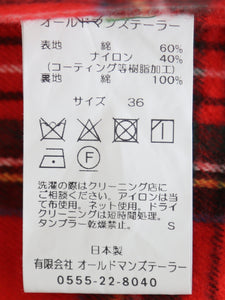 オールドマンズテーラー
表地 綿 60%
ナイロン 40%
(コーティング等樹脂加工)
裏地 綿 100%
サイズ 36
P
F
洗濯の際はクリーニング店にご
相談ください。アイロンは当
て布使用。ネット使用。ドライ
クリーニングは短時間で。
タンブラー乾燥禁止。 S
日本製
有限会社 オールドマンズテーラー
0555-22-8040